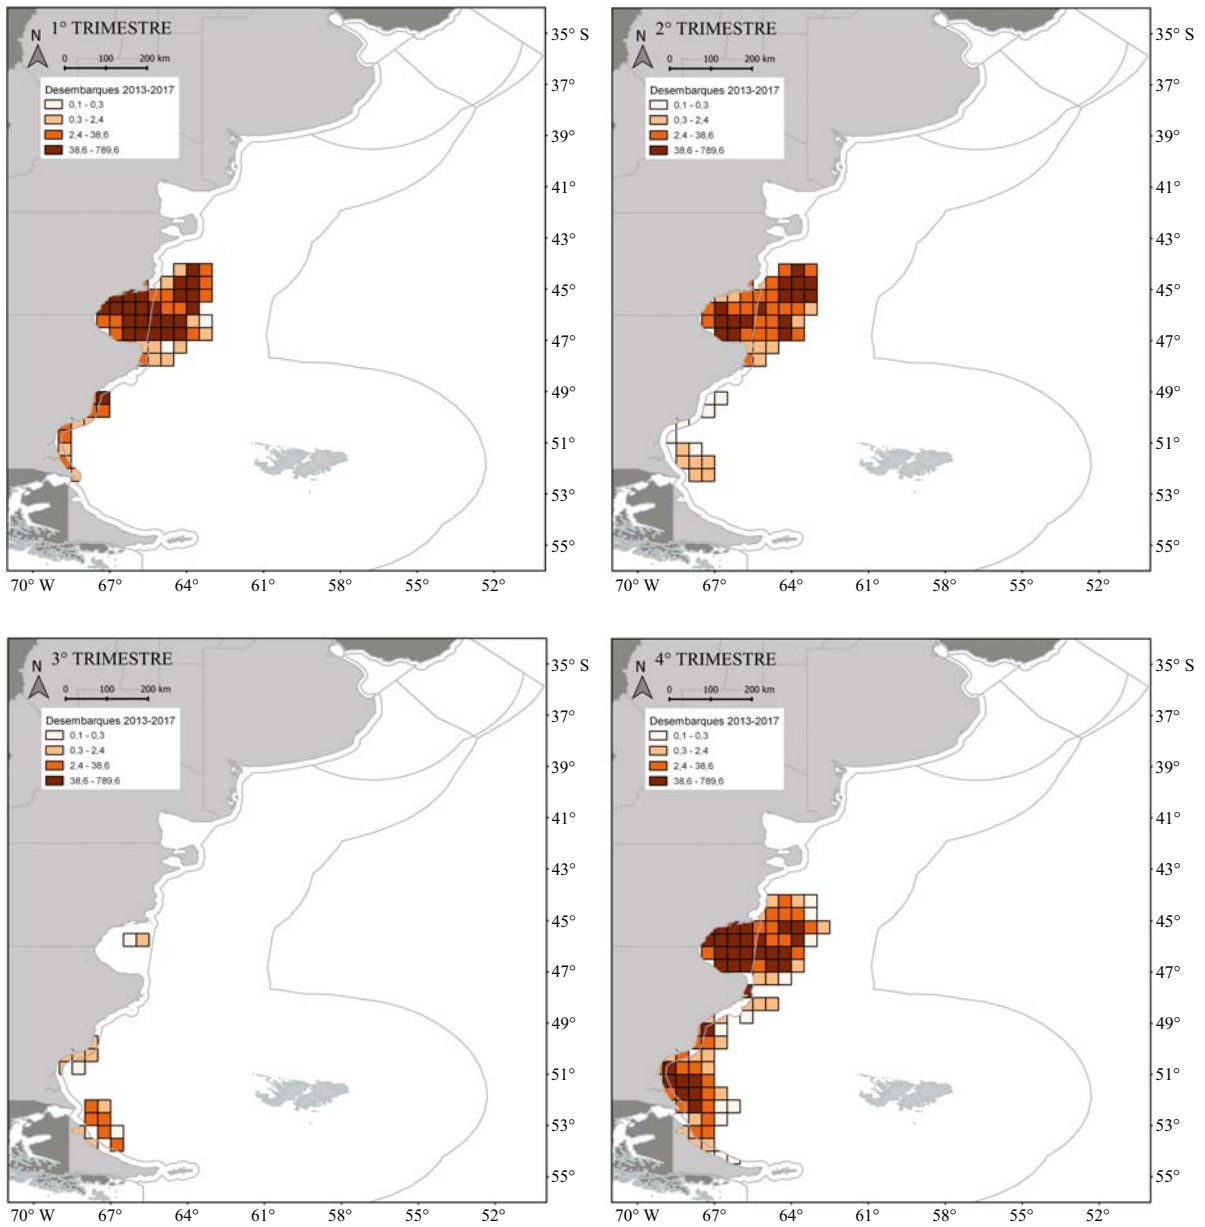 1° TRIMESTRE
N
0 100 200 km
Desembarques 2013-2017
0,1 - 0,3
0,3 - 2,4
2,4 - 38,6
38,6 - 789,6
35° S
37°
39°
41°
43°
45°
47°
49°
51°
53°
55°
70° W 67° 64° 61° 58° 55° 52°
2° TRIMESTRE
N
0 100 200 km
Desembarques 2013-2017
0,1 - 0,3
0,3 - 2,4
2,4 - 38,6
38,6 - 789,6
35° S
37°
39°
41°
43°
45°
47°
49°
51°
53°
55°
70° W 67° 64° 61° 58° 55° 52°
3° TRIMESTRE
N
0 100 200 km
Desembarques 2013-2017
0,1 - 0,3
0,3 - 2,4
2,4 - 38,6
38,6 - 789,6
35° S
37°
39°
41°
43°
45°
47°
49°
51°
53°
55°
70° W 67° 64° 61° 58° 55° 52°
4° TRIMESTRE
N
0 100 200 km
Desembarques 2013-2017
0,1 - 0,3
0,3 - 2,4
2,4 - 38,6
38,6 - 789,6
35° S
37°
39°
41°
43°
45°
47°
49°
51°
53°
55°
70° W 67° 64° 61° 58° 55° 52°